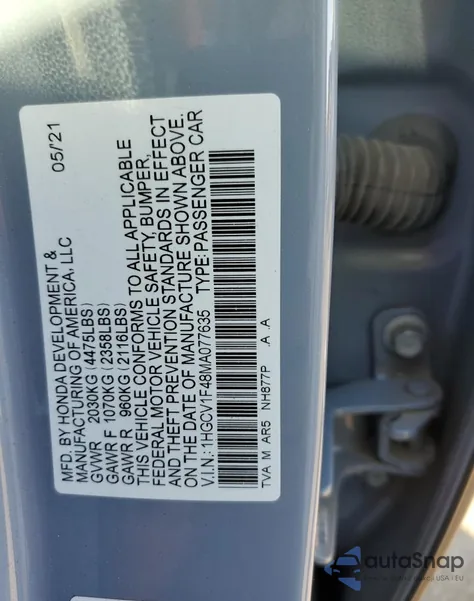 MFD. BY HONDA DEVELOPMENT & 05/'21
MANUFACTURING OF AMERICA, LLC
GVWR 2030KG (4475LBS)
GAWR F 1070KG (2358LBS)
GAWR R 960KG (2116LBS)
THIS VEHICLE CONFORMS TO ALL APPLICABLE
FEDERAL MOTOR VEHICLE SAFETY, BUMPER,
AND THEFT PREVENTION STANDARDS IN EFFECT
ON THE DATE OF MANUFACTURE SHOWN ABOVE.
V.I.N.: 1HGCV1F48MA077635 TYPE: PASSENGER CAR
TVA M AR5 NH877P .A .A
autoSnap
USA - EU